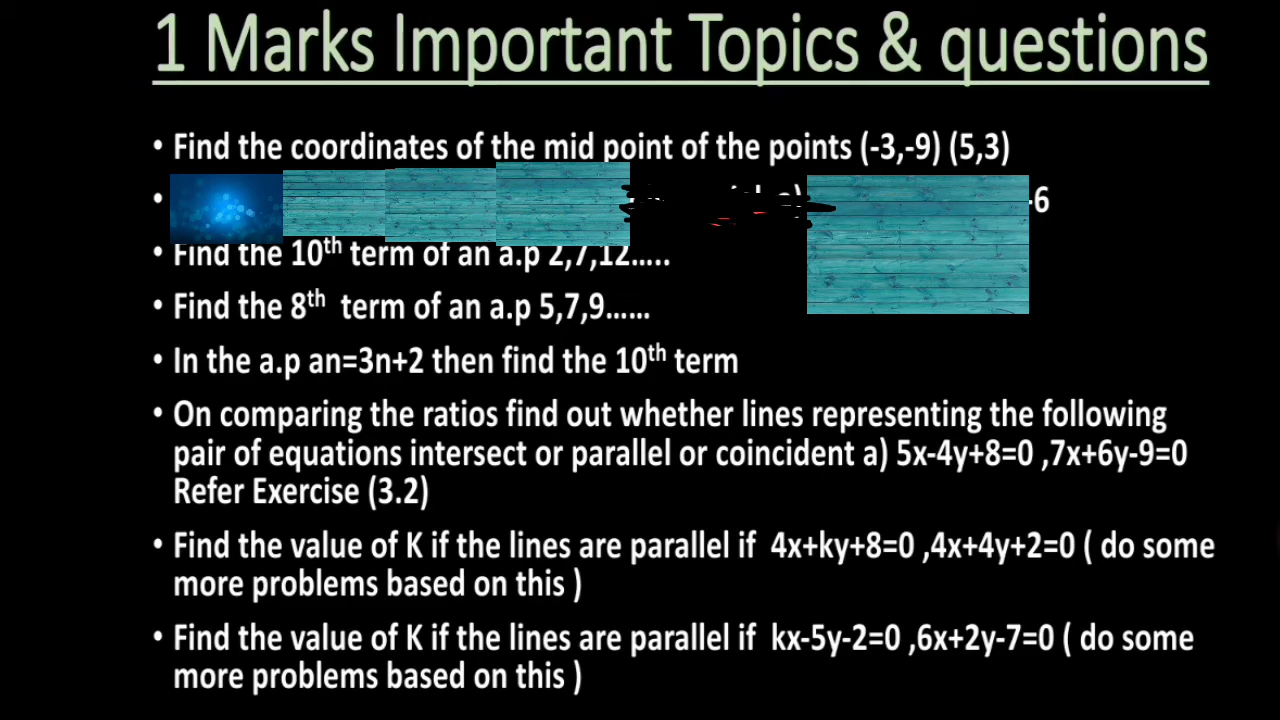 1 Marks Important Topics & questions
• Find the coordinates of the mid point of the points (-3,-9) (5,3)
• -6
• Find the 10th term of an a.p 2,7,12.....
• Find the 8th term of an a.p 5,7,9......
• In the a.p an=3n+2 then find the 10th term
• On comparing the ratios find out whether lines representing the following
pair of equations intersect or parallel or coincident a) 5x-4y+8=0 ,7x+6y-9=0
Refer Exercise (3.2)
• Find the value of K if the lines are parallel if 4x+ky+8=0 ,4x+4y+2=0 ( do some
more problems based on this )
• Find the value of K if the lines are parallel if kx-5y-2=0 ,6x+2y-7=0 ( do some
more problems based on this )